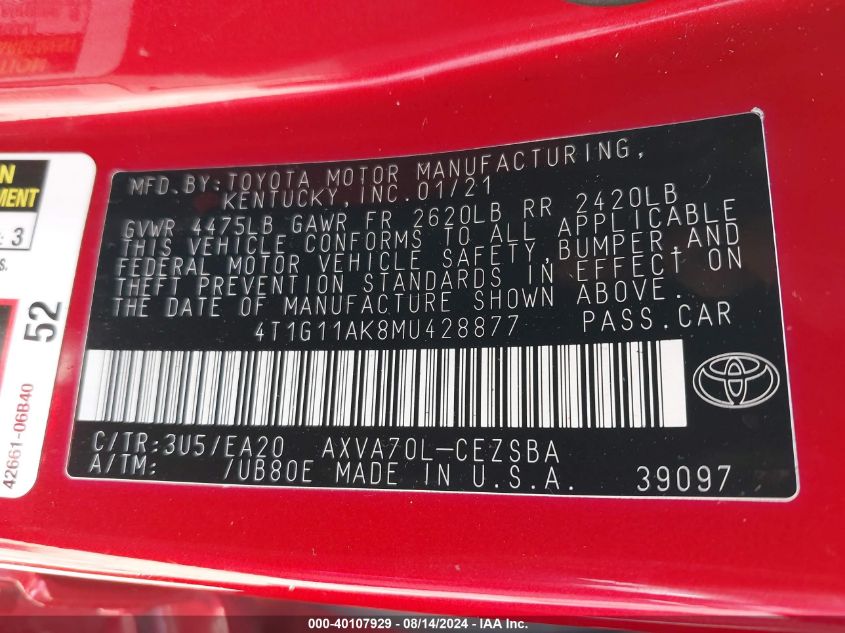 MFD. BY: TOYOTA MOTOR MANUFACTURING,
KENTUCKY, INC. 01/21
GVWR 4475LB GAWR FR 2620LB RR 2420LB
THIS VEHICLE CONFORMS TO ALL APPLICABLE
FEDERAL MOTOR VEHICLE SAFETY, BUMPER, AND
THEFT PREVENTION STANDARDS IN EFFECT ON
THE DATE OF MANUFACTURE SHOWN ABOVE.
4T1G11AK8MU428877 PASS.CAR
C/TR:3U5/EA20 AXVA70L-CEZSBA
A/TM: /UB80E MADE IN U.S.A. 39097
MENT
3
S.
52
42661-06B40
000-40107929 - 08/14/2024 - IAA Inc.